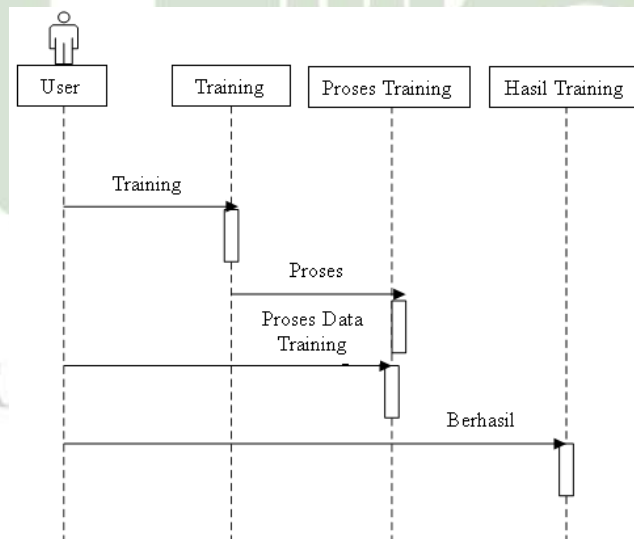 User
Training
Proses Training
Hasil Training
Training
Proses
Proses Data
Training
Berhasil